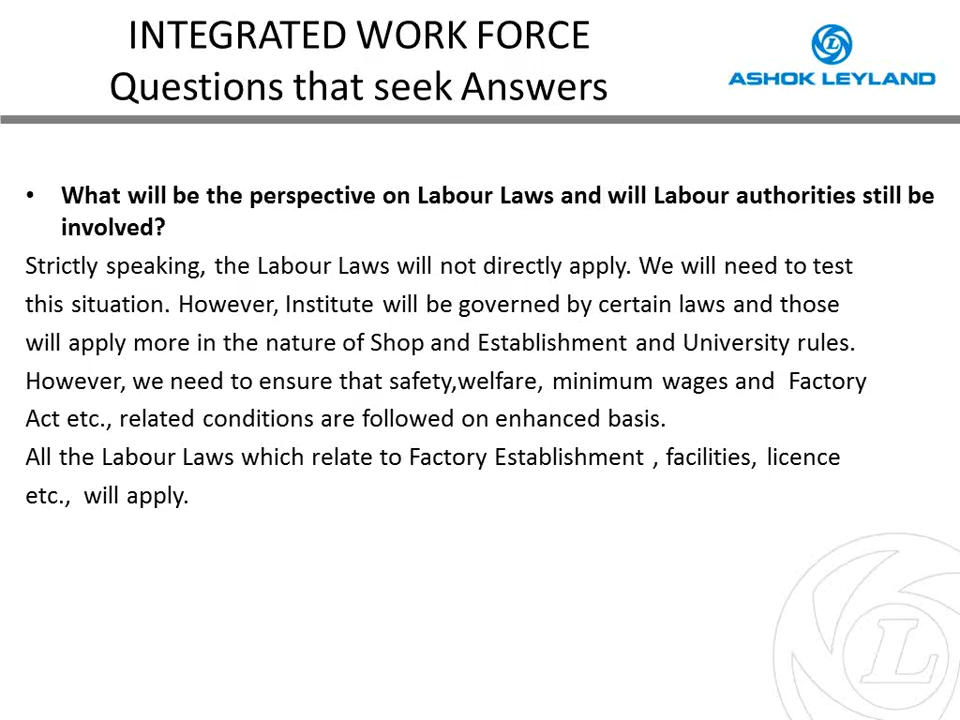 INTEGRATED WORK FORCE
Questions that seek Answers
ASHOK LEYLAND
• What will be the perspective on Labour Laws and will Labour authorities still be
involved?
Strictly speaking, the Labour Laws will not directly apply. We will need to test
this situation. However, Institute will be governed by certain laws and those
will apply more in the nature of Shop and Establishment and University rules.
However, we need to ensure that safety,welfare, minimum wages and Factory
Act etc., related conditions are followed on enhanced basis.
All the Labour Laws which relate to Factory Establishment , facilities, licence
etc., will apply.
L